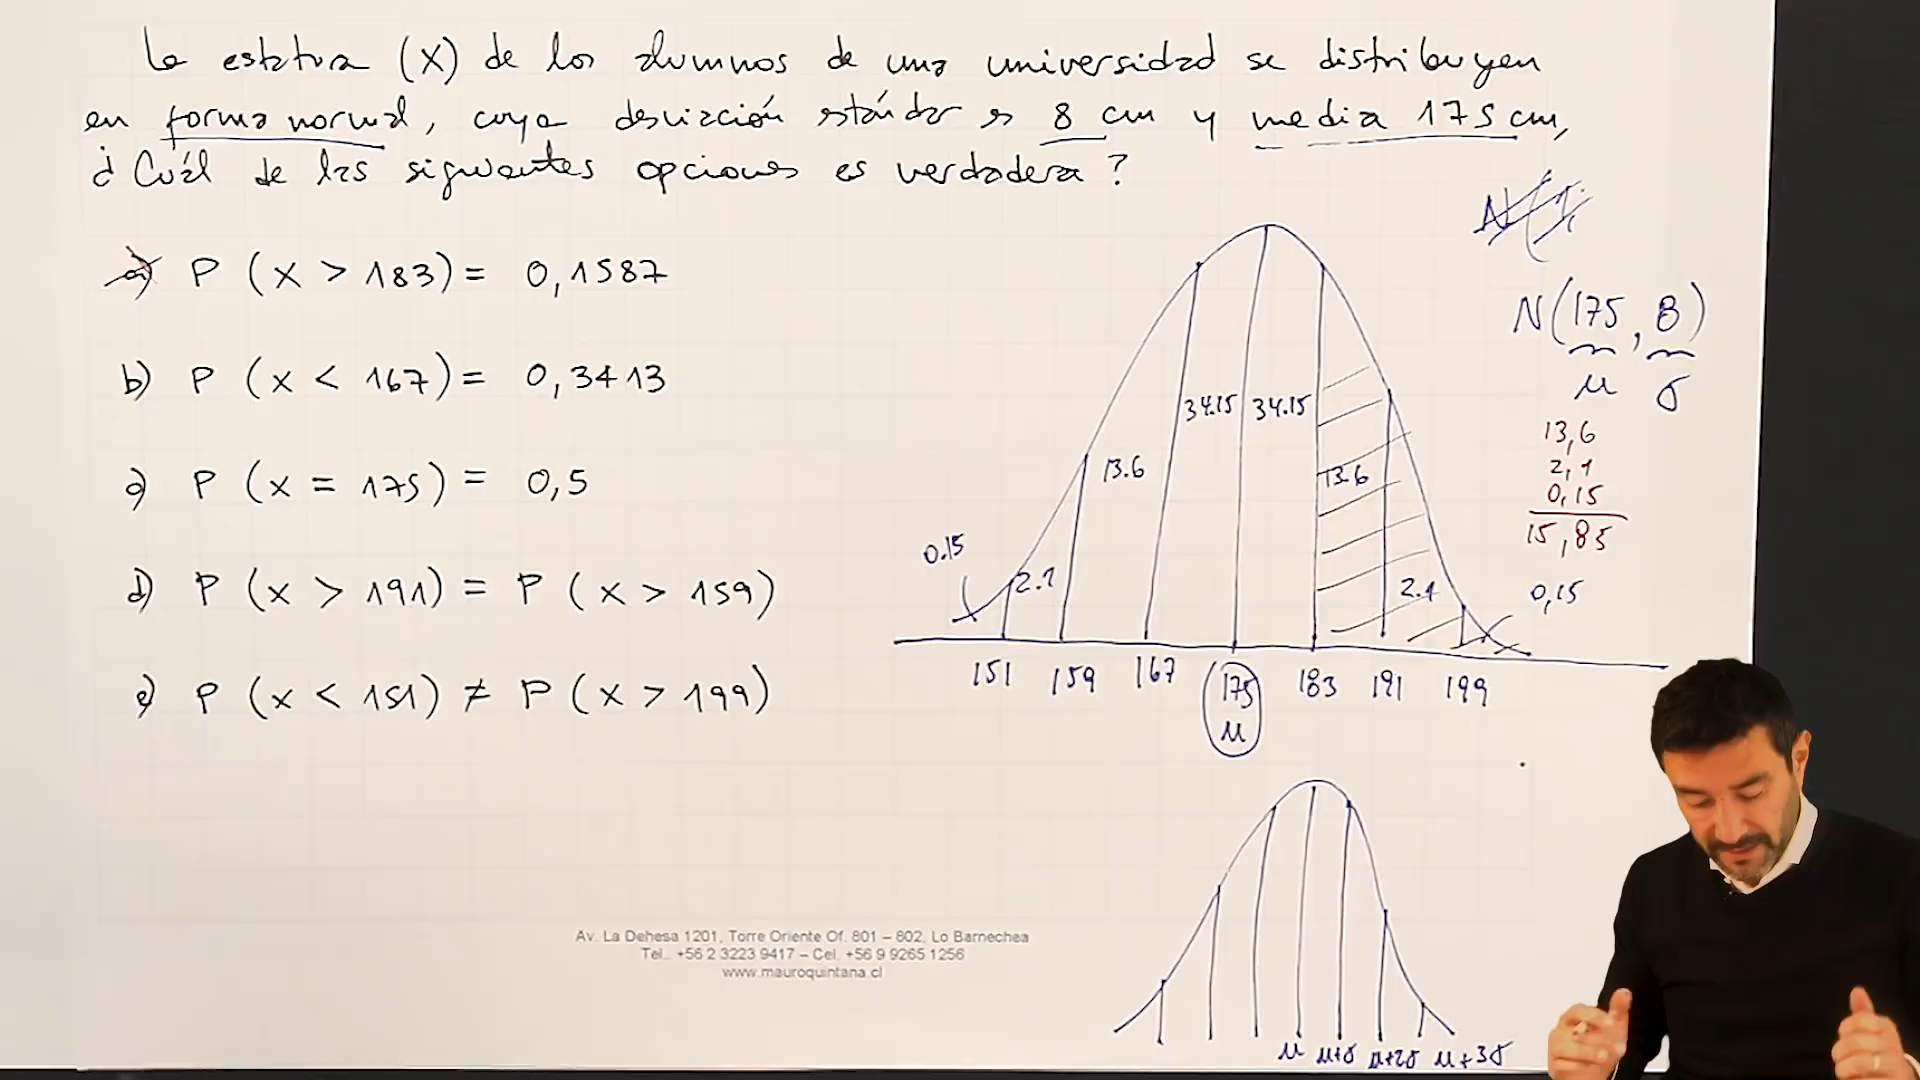 La estatura (X) de los alumnos de una universidad se distribuyen
en forma normal, cuya desviación estándar es 8 cm y media 175 cm,
¿Cuál de las siguientes opciones es verdadera?
a) P (x > 183) = 0,1587
b) P (x < 167) = 0,3413
c) P (x = 175) = 0,5
d) P (x > 191) = P (x > 159)
e) P (x < 151) ≠ P (x > 199)
N(175, 8)
μ σ
13,6
2,1
0,15
15,85
34.15 34.15
13.6 13.6
0.15 2.1 2.1 0,15
151 159 167 175 183 191 199
μ
μ μ+σ μ+2σ μ+3σ
Av. La Dehesa 1201, Torre Oriente Of. 801 – 802, Lo Barnechea
Tel.. +56 2 3223 9417 – Cel. +56 9 9265 1256
www.mauroquintana.cl